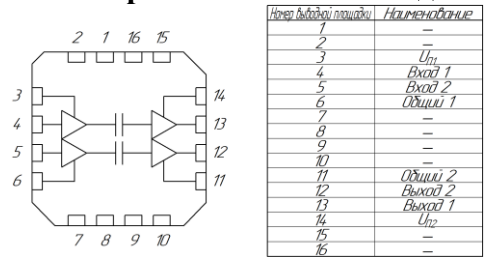 2 1 16 15
3
4
5
6
14
13
12
11
7 8 9 10
Номер выводной площадки Наименование
1 –
2 –
3 Uп1
4 Вход 1
5 Вход 2
6 Общий 1
7 –
8 –
9 –
10 –
11 Общий 2
12 Выход 2
13 Выход 1
14 Uп2
15 –
16 –